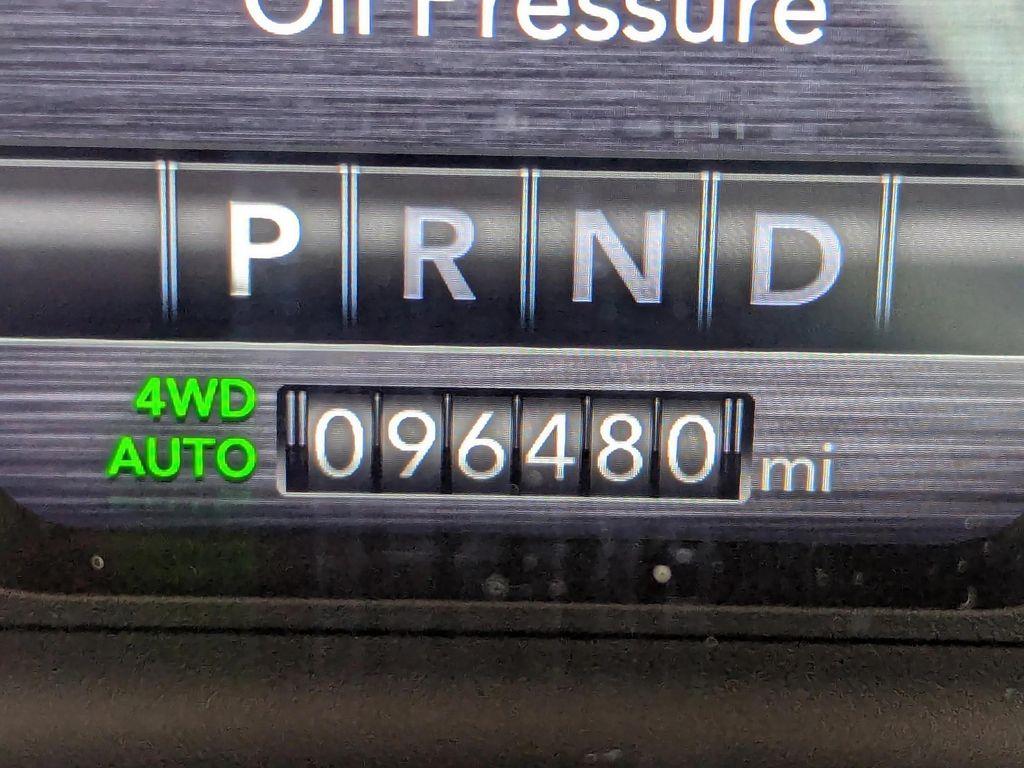 Oil Pressure
P R N D
4WD
AUTO
096480 mi